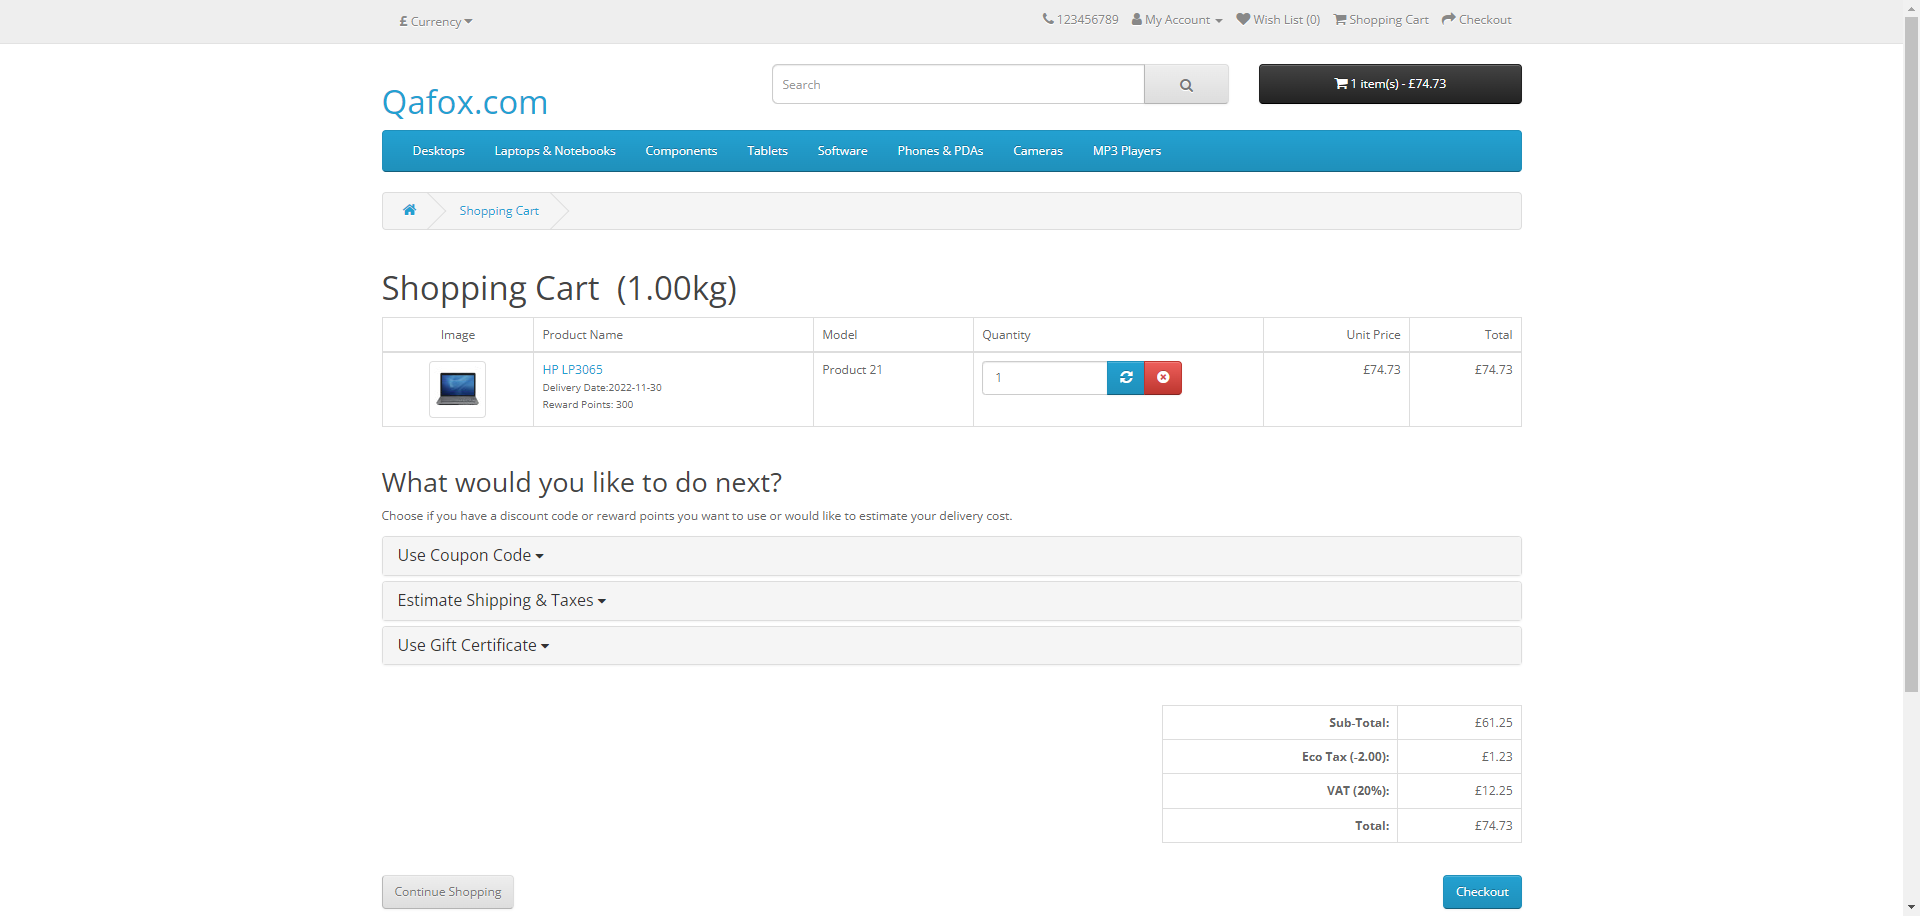 £ Currency
123456789 My Account Wish List (0) Shopping Cart Checkout
Qafox.com
Search
1 item(s) - £74.73
Desktops Laptops & Notebooks Components Tablets Software Phones & PDAs Cameras MP3 Players
Shopping Cart
Shopping Cart (1.00kg)
Image Product Name Model Quantity Unit Price Total
HP LP3065 Product 21 1 £74.73 £74.73
Delivery Date:2022-11-30
Reward Points: 300
What would you like to do next?
Choose if you have a discount code or reward points you want to use or would like to estimate your delivery cost.
Use Coupon Code
Estimate Shipping & Taxes
Use Gift Certificate
Sub-Total: £61.25
Eco Tax (-2.00): £1.23
VAT (20%): £12.25
Total: £74.73
Continue Shopping Checkout